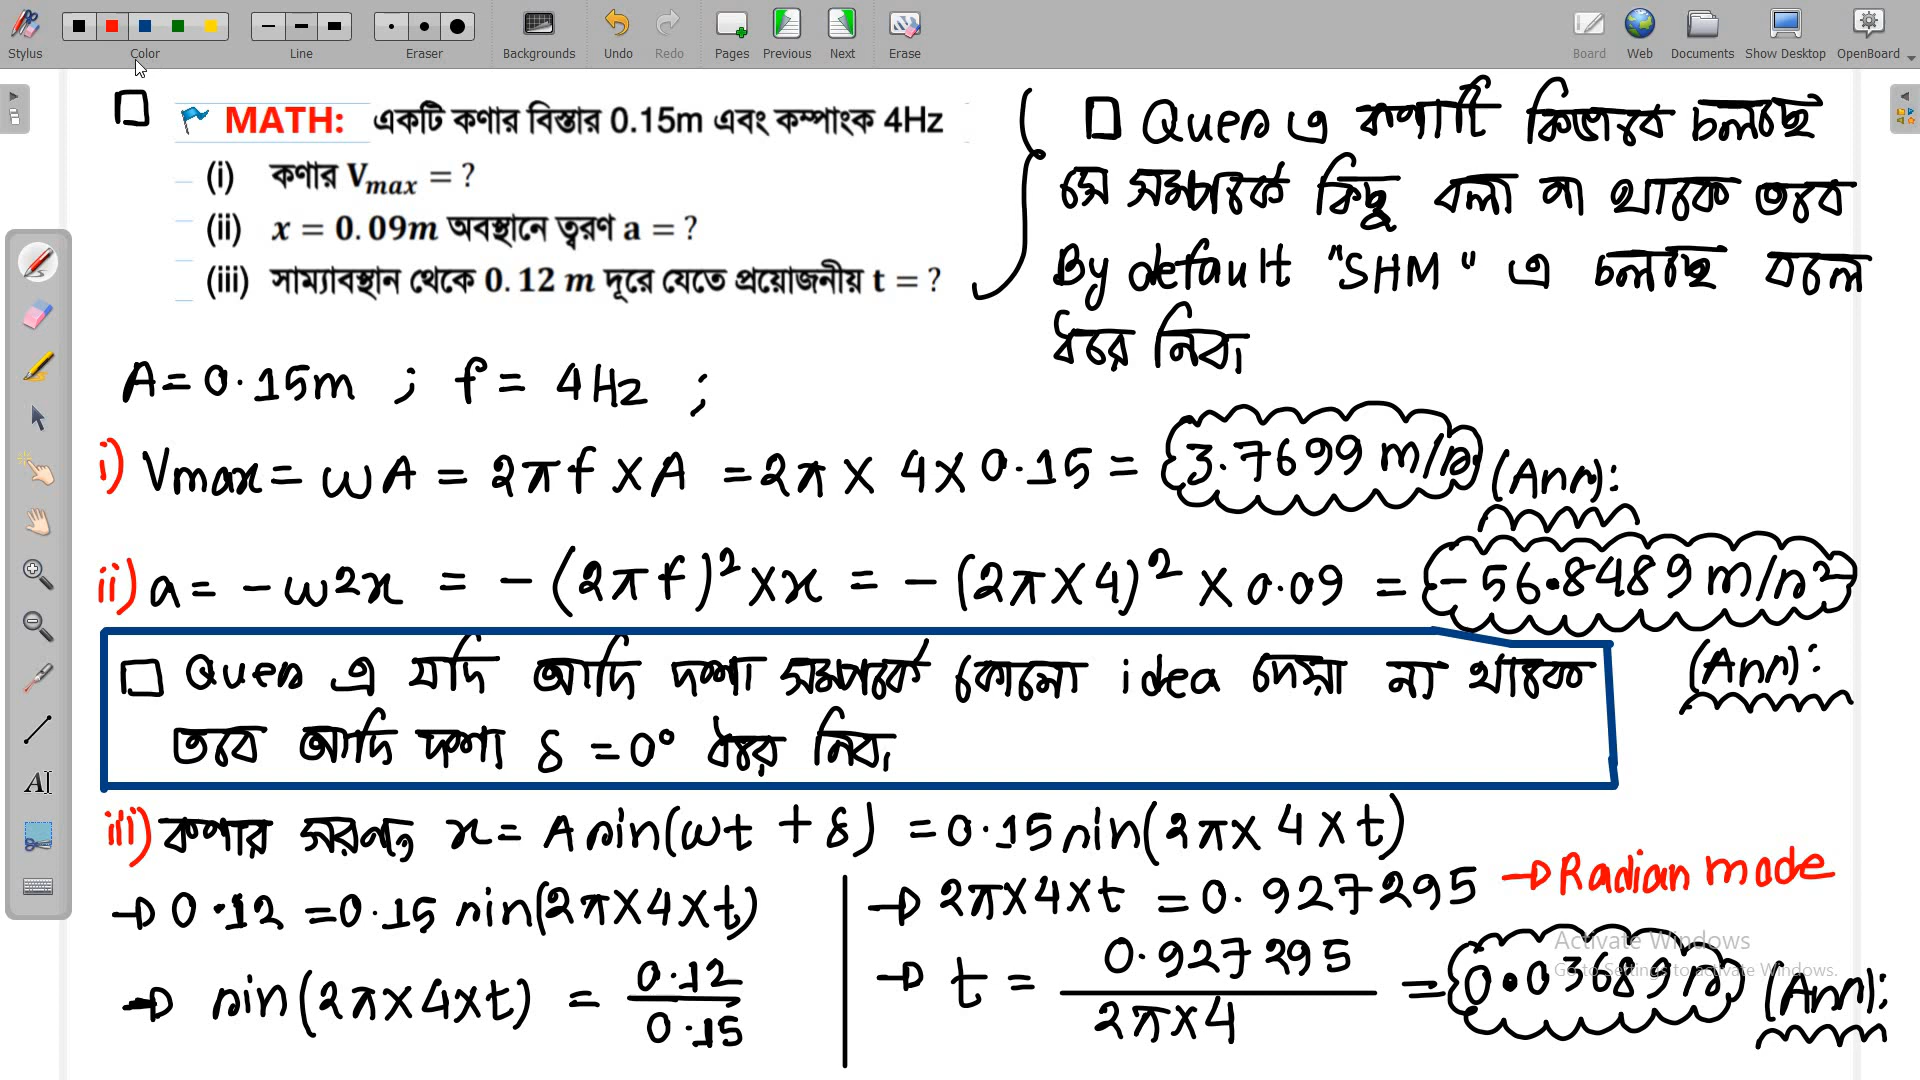 Stylus Color Line Eraser Backgrounds Undo Redo Pages Previous Next Erase Board Web Documents Show Desktop OpenBoard
MATH: একটি কণার বিস্তার 0.15m এবং কম্পাংক 4Hz
(i) কণার Vmax = ?
(ii) x = 0.09m অবস্থানে ত্বরণ a = ?
(iii) সাম্যাবস্থান থেকে 0.12 m দূরে যেতে প্রয়োজনীয় t = ?
Ques এ কণাটি কিভাবে চলছে
সে সম্পর্কে কিছু বলা না থাকে তবে
By default "SHM" এ চলছে বলে
ধরে নিব।
A = 0.15m ; f = 4Hz ;
i) Vmax = ωA = 2πf × A = 2π × 4 × 0.15 = 3.7699 m/s (Ans):
ii) a = -ω2x = -(2πf)² × x = -(2π×4)² × 0.09 = -56.8489 m/s²
(Ans):
Ques এ যদি আদি দশা সম্পর্কে কোনো idea দেয়া না থাকে
তবে আদি দশা δ = 0° ধরে নিব।
iii) কণার সরণ, x = A sin(ωt + δ) = 0.15 sin(2π × 4 × t)
→ 0.12 = 0.15 sin(2π×4×t)
→ sin(2π×4×t) = 0.12/0.15
→ 2π×4×t = 0.927295 → Radian mode
→ t = 0.927295/2π×4 = 0.03689 s (Ans):
Activate Windows
Go to Settings to activate Windows.